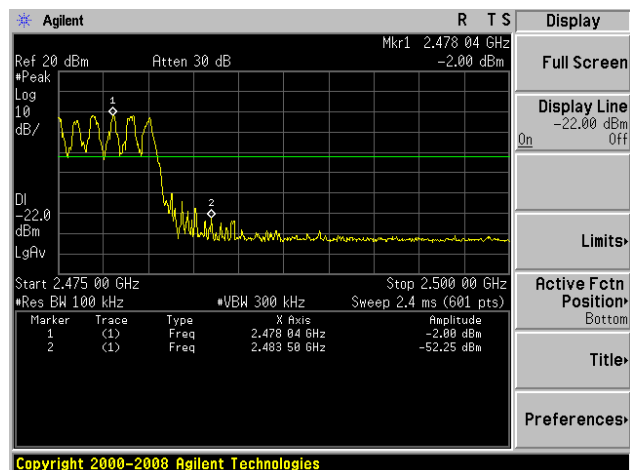 Agilent R T S Display
Mkr1 2.478 04 GHz
Ref 20 dBm Atten 30 dB -2.00 dBm
#Peak
Log
10
dB/
1
2
DI
-22.0
dBm
LgAv
Start 2.475 00 GHz Stop 2.500 00 GHz
#Res BW 100 kHz #VBW 300 kHz Sweep 2.4 ms (601 pts)
Marker Trace Type X Axis Amplitude
1 (1) Freq 2.478 04 GHz -2.00 dBm
2 (1) Freq 2.483 50 GHz -52.25 dBm
Full Screen
Display Line
-22.00 dBm
On Off
Limits
Active Fctn
Position
Bottom
Title
Preferences
Copyright 2000-2008 Agilent Technologies